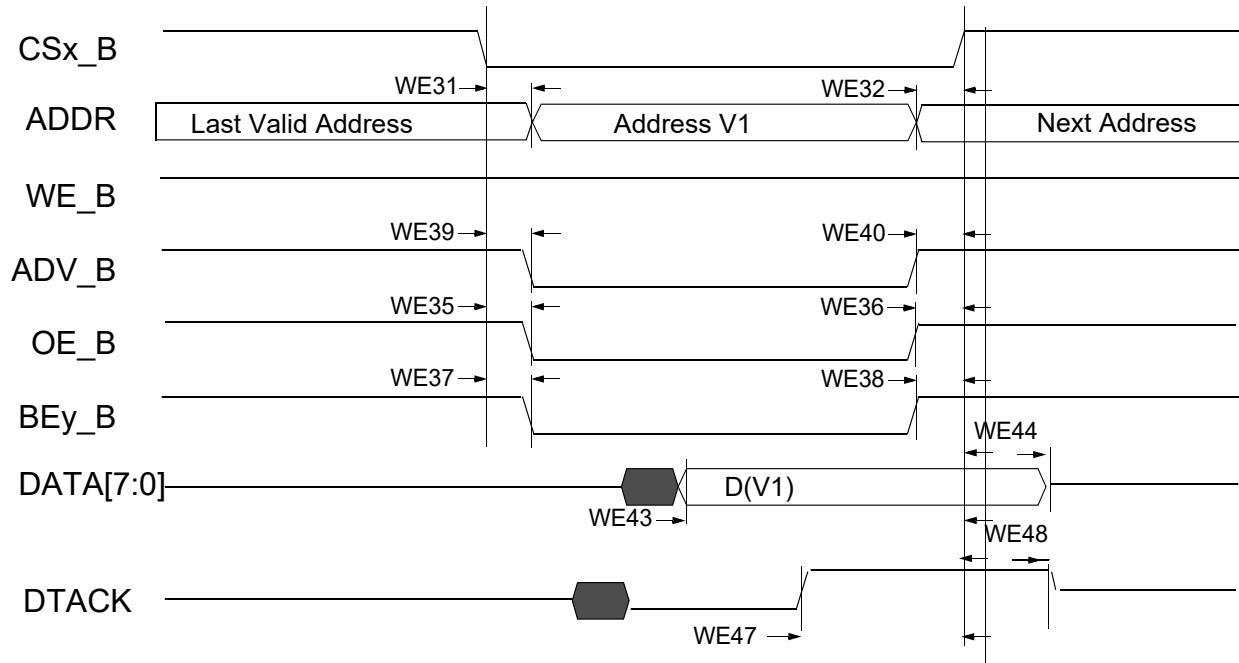 CSx_B
WE31
WE32
ADDR
Last Valid Address
Address V1
Next Address
WE_B
WE39
WE40
ADV_B
WE35
WE36
OE_B
WE37
WE38
BEy_B
WE44
DATA[7:0]
D(V1)
WE43
WE48
DTACK
WE47